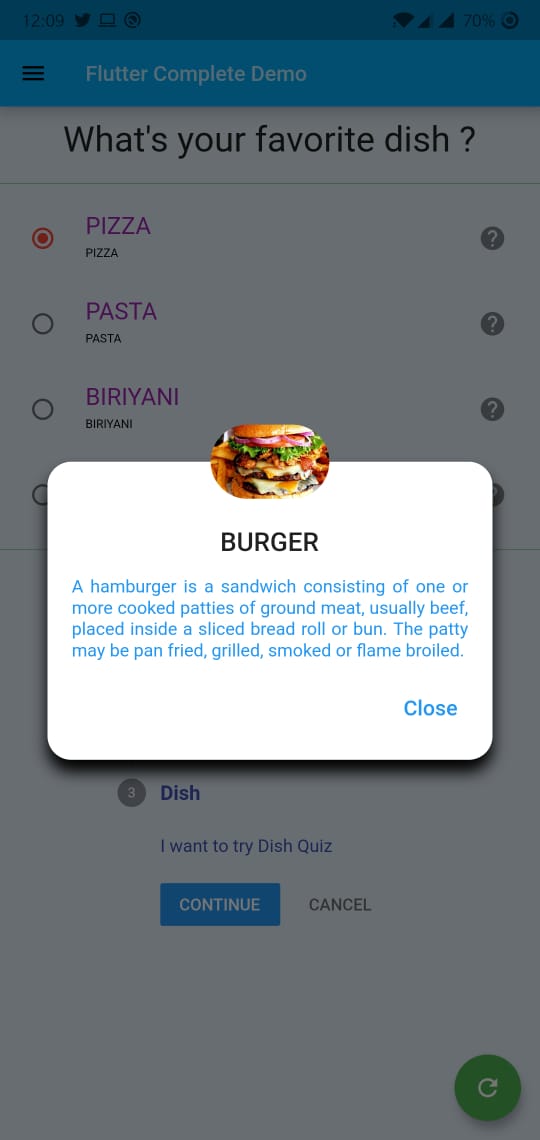 12:09
70%
Flutter Complete Demo
What's your favorite dish ?
PIZZA
PIZZA
PASTA
PASTA
BIRIYANI
BIRIYANI
BURGER
A hamburger is a sandwich consisting of one or
more cooked patties of ground meat, usually beef,
placed inside a sliced bread roll or bun. The patty
may be pan fried, grilled, smoked or flame broiled.
Close
3 Dish
I want to try Dish Quiz
CONTINUE CANCEL